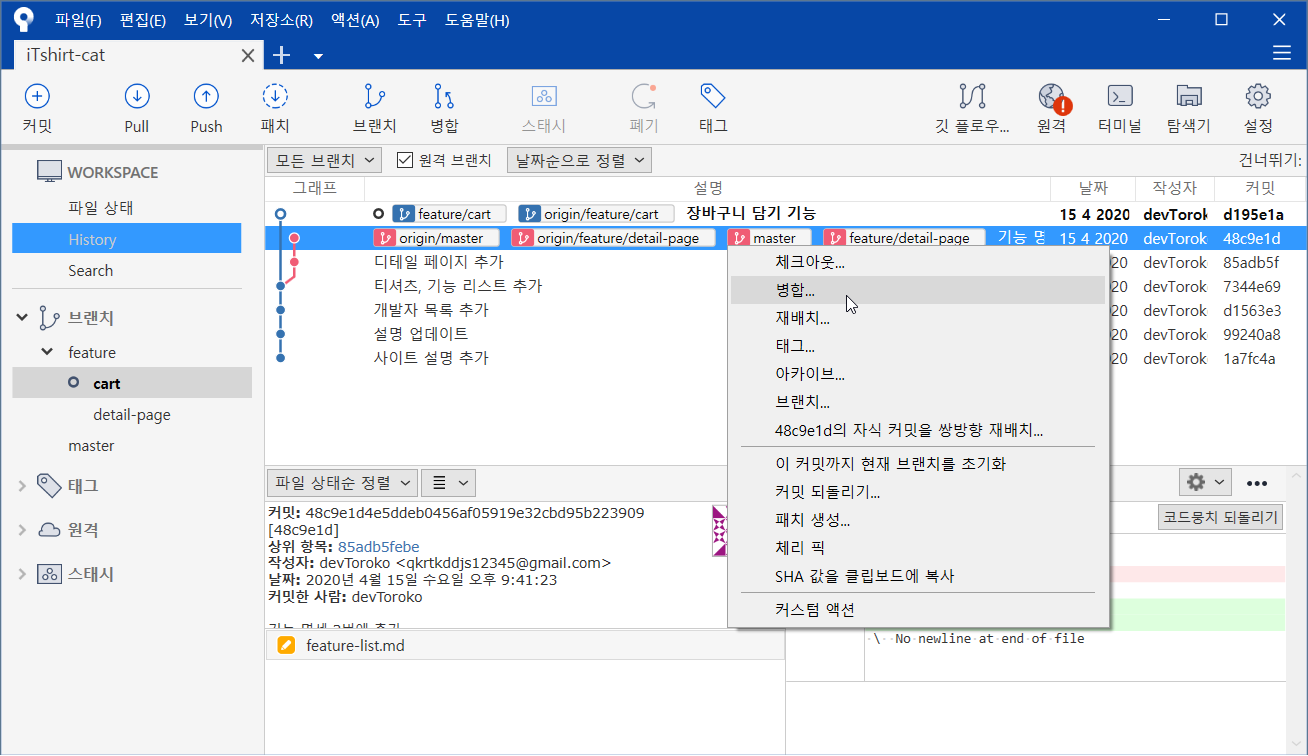 파일(F) 편집(E) 보기(V) 저장소(R) 액션(A) 도구 도움말(H)
iTshirt-cat
커밋 Pull Push 패치 브랜치 병합 스태시 폐기 태그 깃 플로우... 원격 터미널 탐색기 설정
WORKSPACE
파일 상태
History
Search
브랜치
feature
cart
detail-page
master
태그
원격
스태시
모든 브랜치 원격 브랜치 날짜순으로 정렬 건너뛰기:
그래프 설명 날짜 작성자 커밋
feature/cart origin/feature/cart 장바구니 담기 기능 15 4 2020 devTorok d195e1a
origin/master origin/feature/detail-page master feature/detail-page 기능 명 15 4 2020 devTorok 48c9e1d
디테일 페이지 추가 20 devTorok 85adb5f
티셔츠, 기능 리스트 추가 20 devTorok 7344e69
개발자 목록 추가 20 devTorok d1563e3
설명 업데이트 20 devTorok 99240a8
사이트 설명 추가 20 devTorok 1a7fc4a
체크아웃...
병합...
재배치...
태그...
아카이브...
브랜치...
48c9e1d의 자식 커밋을 쌍방향 재배치...
이 커밋까지 현재 브랜치를 초기화
커밋 되돌리기...
패치 생성...
체리 픽
SHA 값을 클립보드에 복사
커스텀 액션
파일 상태순 정렬
커밋: 48c9e1d4e5ddeb0456af05919e32cbd95b223909
[48c9e1d]
상위 항목: 85adb5febe
작성자: devToroko <qkrtkddjs12345@gmail.com>
날짜: 2020년 4월 15일 수요일 오후 9:41:23
커밋한 사람: devToroko
feature-list.md
코드뭉치 되돌리기
\ No newline at end of file